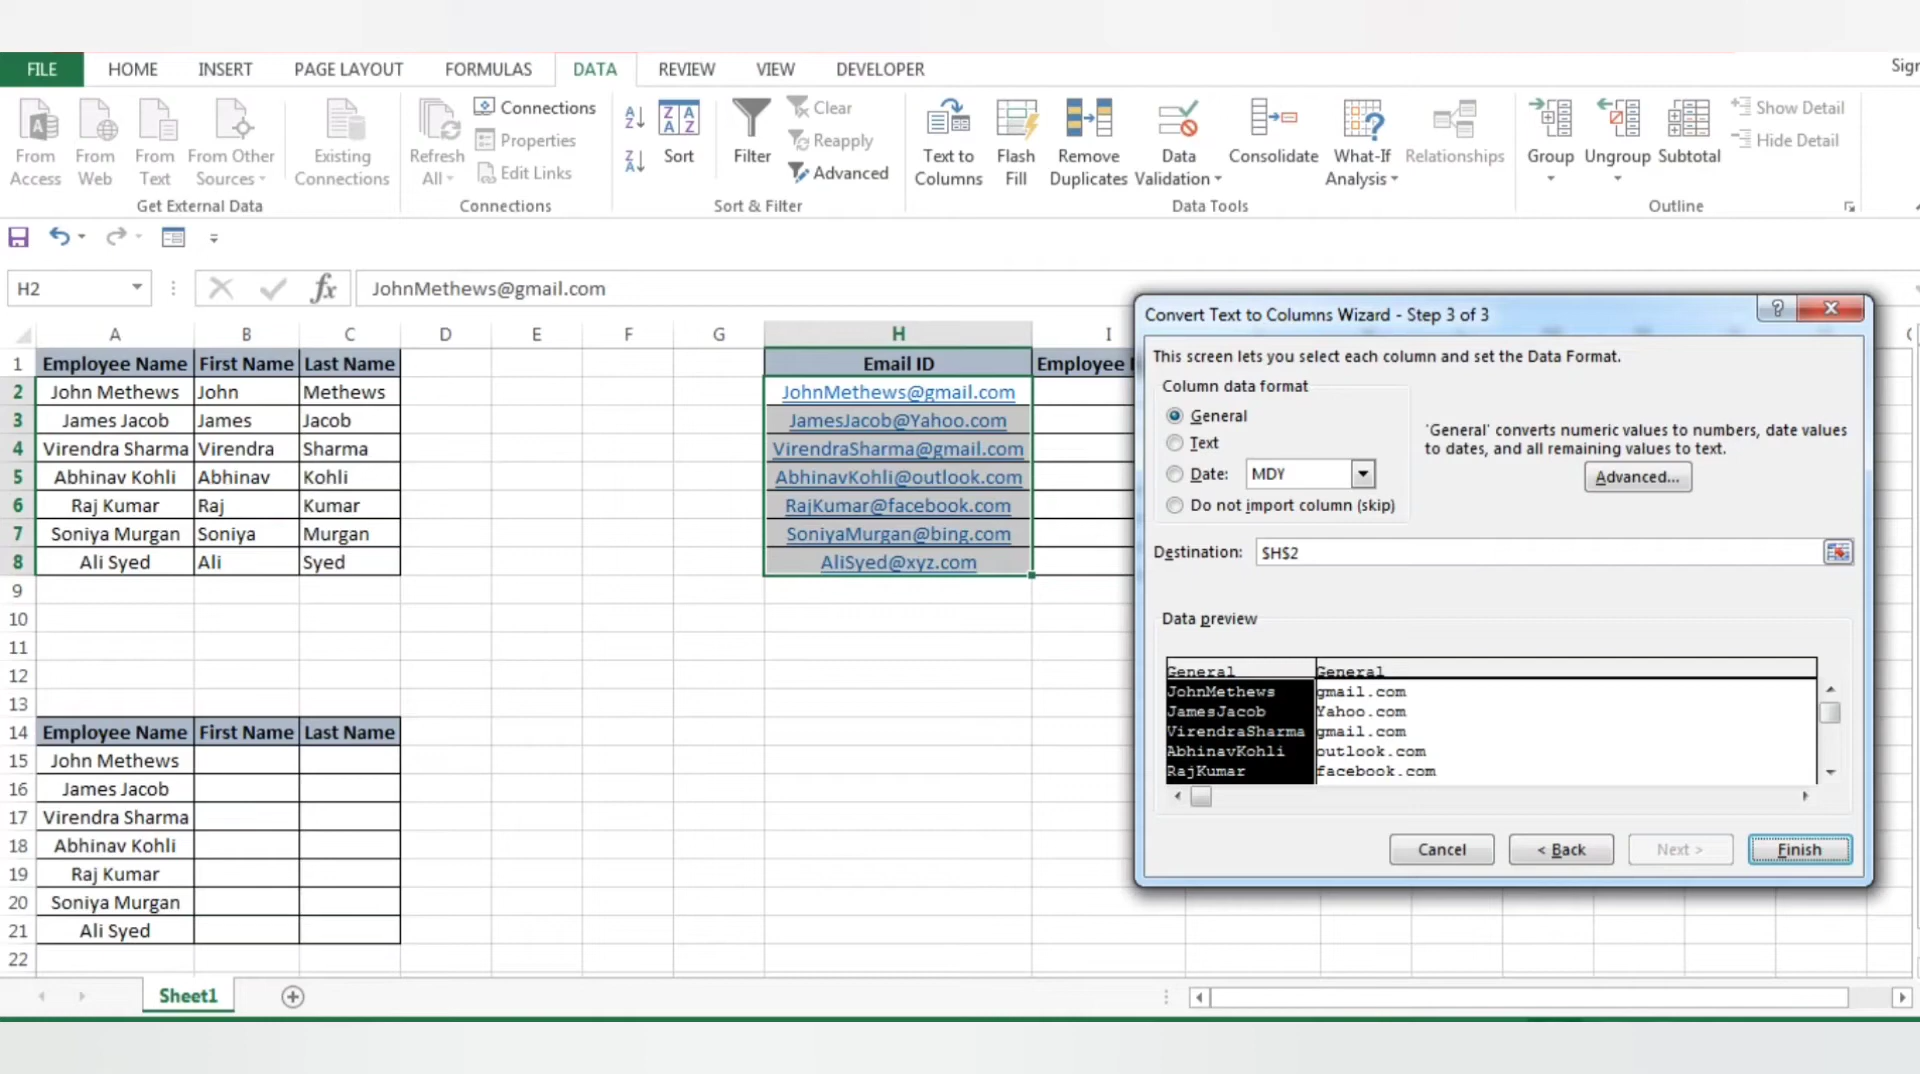 FILE HOME INSERT PAGE LAYOUT FORMULAS DATA REVIEW VIEW DEVELOPER Sign
From Access From Web From Text From Other Sources Existing Connections
Get External Data
Refresh All Connections Properties Edit Links
Connections
Sort Filter Clear Reapply Advanced
Sort & Filter
Text to Columns Flash Fill Remove Duplicates Data Validation Consolidate What-If Analysis Relationships
Data Tools
Group Ungroup Subtotal Show Detail Hide Detail
Outline
H2 fx JohnMethews@gmail.com
A B C D E F G H I
1 Employee Name First Name Last Name Email ID Employee
2 John Methews John Methews JohnMethews@gmail.com
3 James Jacob James Jacob JamesJacob@Yahoo.com
4 Virendra Sharma Virendra Sharma VirendraSharma@gmail.com
5 Abhinav Kohli Abhinav Kohli AbhinavKohli@outlook.com
6 Raj Kumar Raj Kumar RajKumar@facebook.com
7 Soniya Murgan Soniya Murgan SoniyaMurgan@bing.com
8 Ali Syed Ali Syed AliSyed@xyz.com
9
10
11
12
13
14 Employee Name First Name Last Name
15 John Methews
16 James Jacob
17 Virendra Sharma
18 Abhinav Kohli
19 Raj Kumar
20 Soniya Murgan
21 Ali Syed
22
Sheet1
Convert Text to Columns Wizard - Step 3 of 3
This screen lets you select each column and set the Data Format.
Column data format
General
Text
Date: MDY
Do not import column (skip)
'General' converts numeric values to numbers, date values
to dates, and all remaining values to text.
Advanced...
Destination: $H$2
Data preview
General General
JohnMethews gmail.com
JamesJacob Yahoo.com
VirendraSharma gmail.com
AbhinavKohli outlook.com
RajKumar facebook.com
Cancel < Back Next > Finish